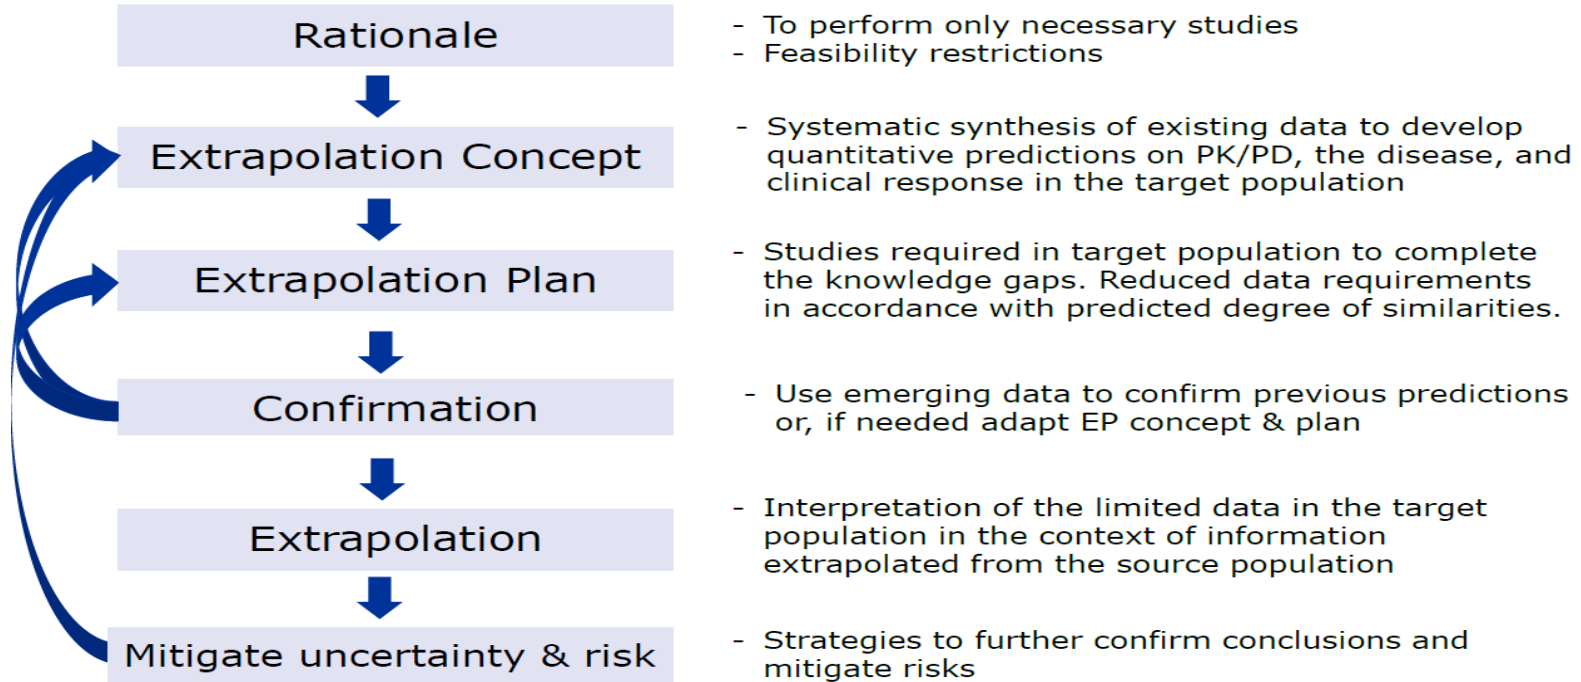 Rationale
- To perform only necessary studies
- Feasibility restrictions
Extrapolation Concept
- Systematic synthesis of existing data to develop
quantitative predictions on PK/PD, the disease, and
clinical response in the target population
Extrapolation Plan
- Studies required in target population to complete
the knowledge gaps. Reduced data requirements
in accordance with predicted degree of similarities.
Confirmation
- Use emerging data to confirm previous predictions
or, if needed adapt EP concept & plan
Extrapolation
- Interpretation of the limited data in the target
population in the context of information
extrapolated from the source population
Mitigate uncertainty & risk
- Strategies to further confirm conclusions and
mitigate risks